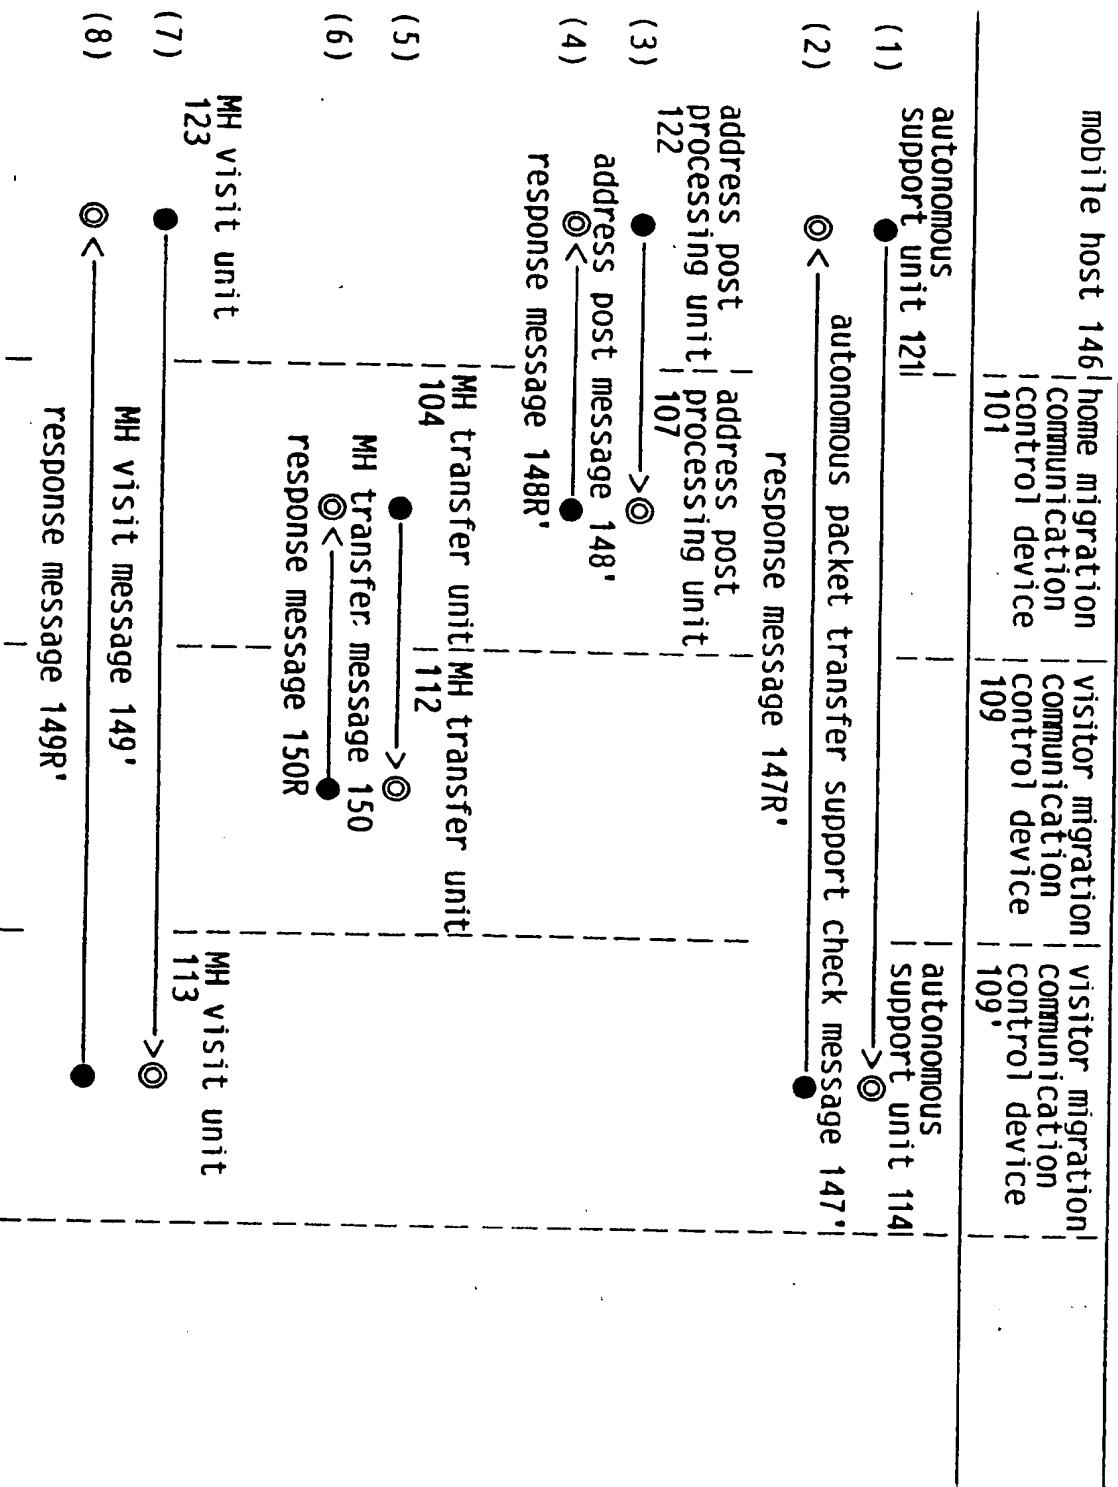 mobile host 146
home migration
communication
control device
101
visitor migration
communication
control device
109
visitor migration
communication
control device
109'
autonomous
support unit 121
autonomous
support unit 114
(1)
autonomous packet transfer support check message 147'
(2)
response message 147R'
address post
processing unit
122
address post
processing unit
107
(3)
address post message 148'
(4)
response message 148R'
MH transfer unit
104
MH transfer unit
112
(5)
MH transfer message 150
(6)
response message 150R
MH visit unit
123
MH visit unit
113
(7)
MH visit message 149'
(8)
response message 149R'